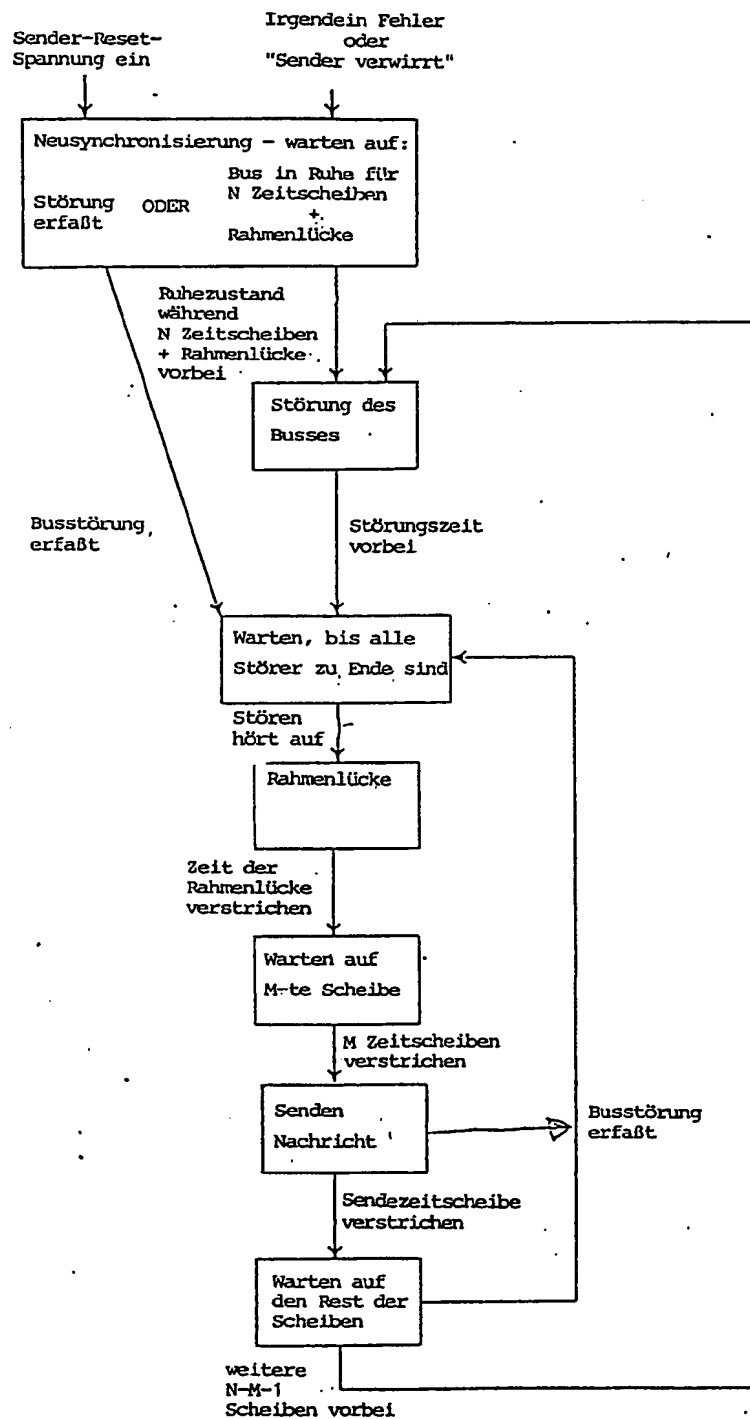 Sender-Reset-
Spannung ein
Irgendein Fehler
oder
"Sender verwirrt"
Neusynchronisierung - warten auf:
Störung
erfaßt
ODER
Bus in Ruhe für
N Zeitscheiben
+
Rahmenlücke
Ruhezustand
während
N Zeitscheiben
+ Rahmenlücke
vorbei
Störung des
Busses
Busstörung
erfaßt
Störungszeit
vorbei
Warten, bis alle
Störer zu Ende sind
Stören
hört auf
Rahmenlücke
Zeit der
Rahmenlücke
verstrichen
Warten auf
M-te Scheibe
M Zeitscheiben
verstrichen
Senden
Nachricht
Busstörung
erfaßt
Sendezeitscheibe
verstrichen
Warten auf
den Rest der
Scheiben
weitere
N-M-1
Scheiben vorbei